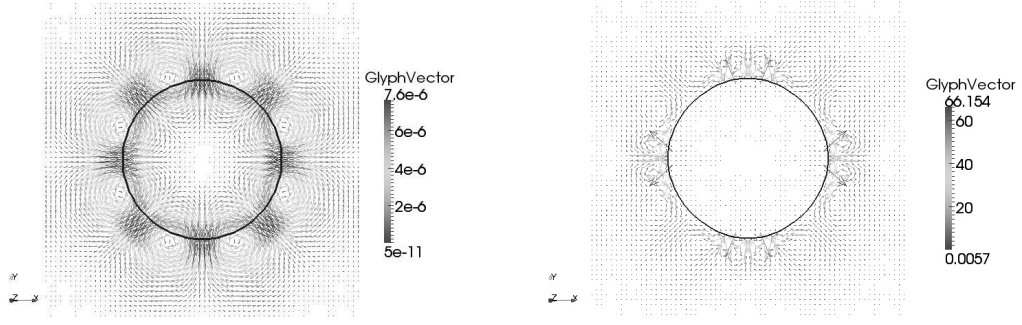 GlyphVector
7.6e-6
6e-6
4e-6
2e-6
5e-11
Y
Z X
GlyphVector
66.154
60
40
20
0.0057
Y
Z X